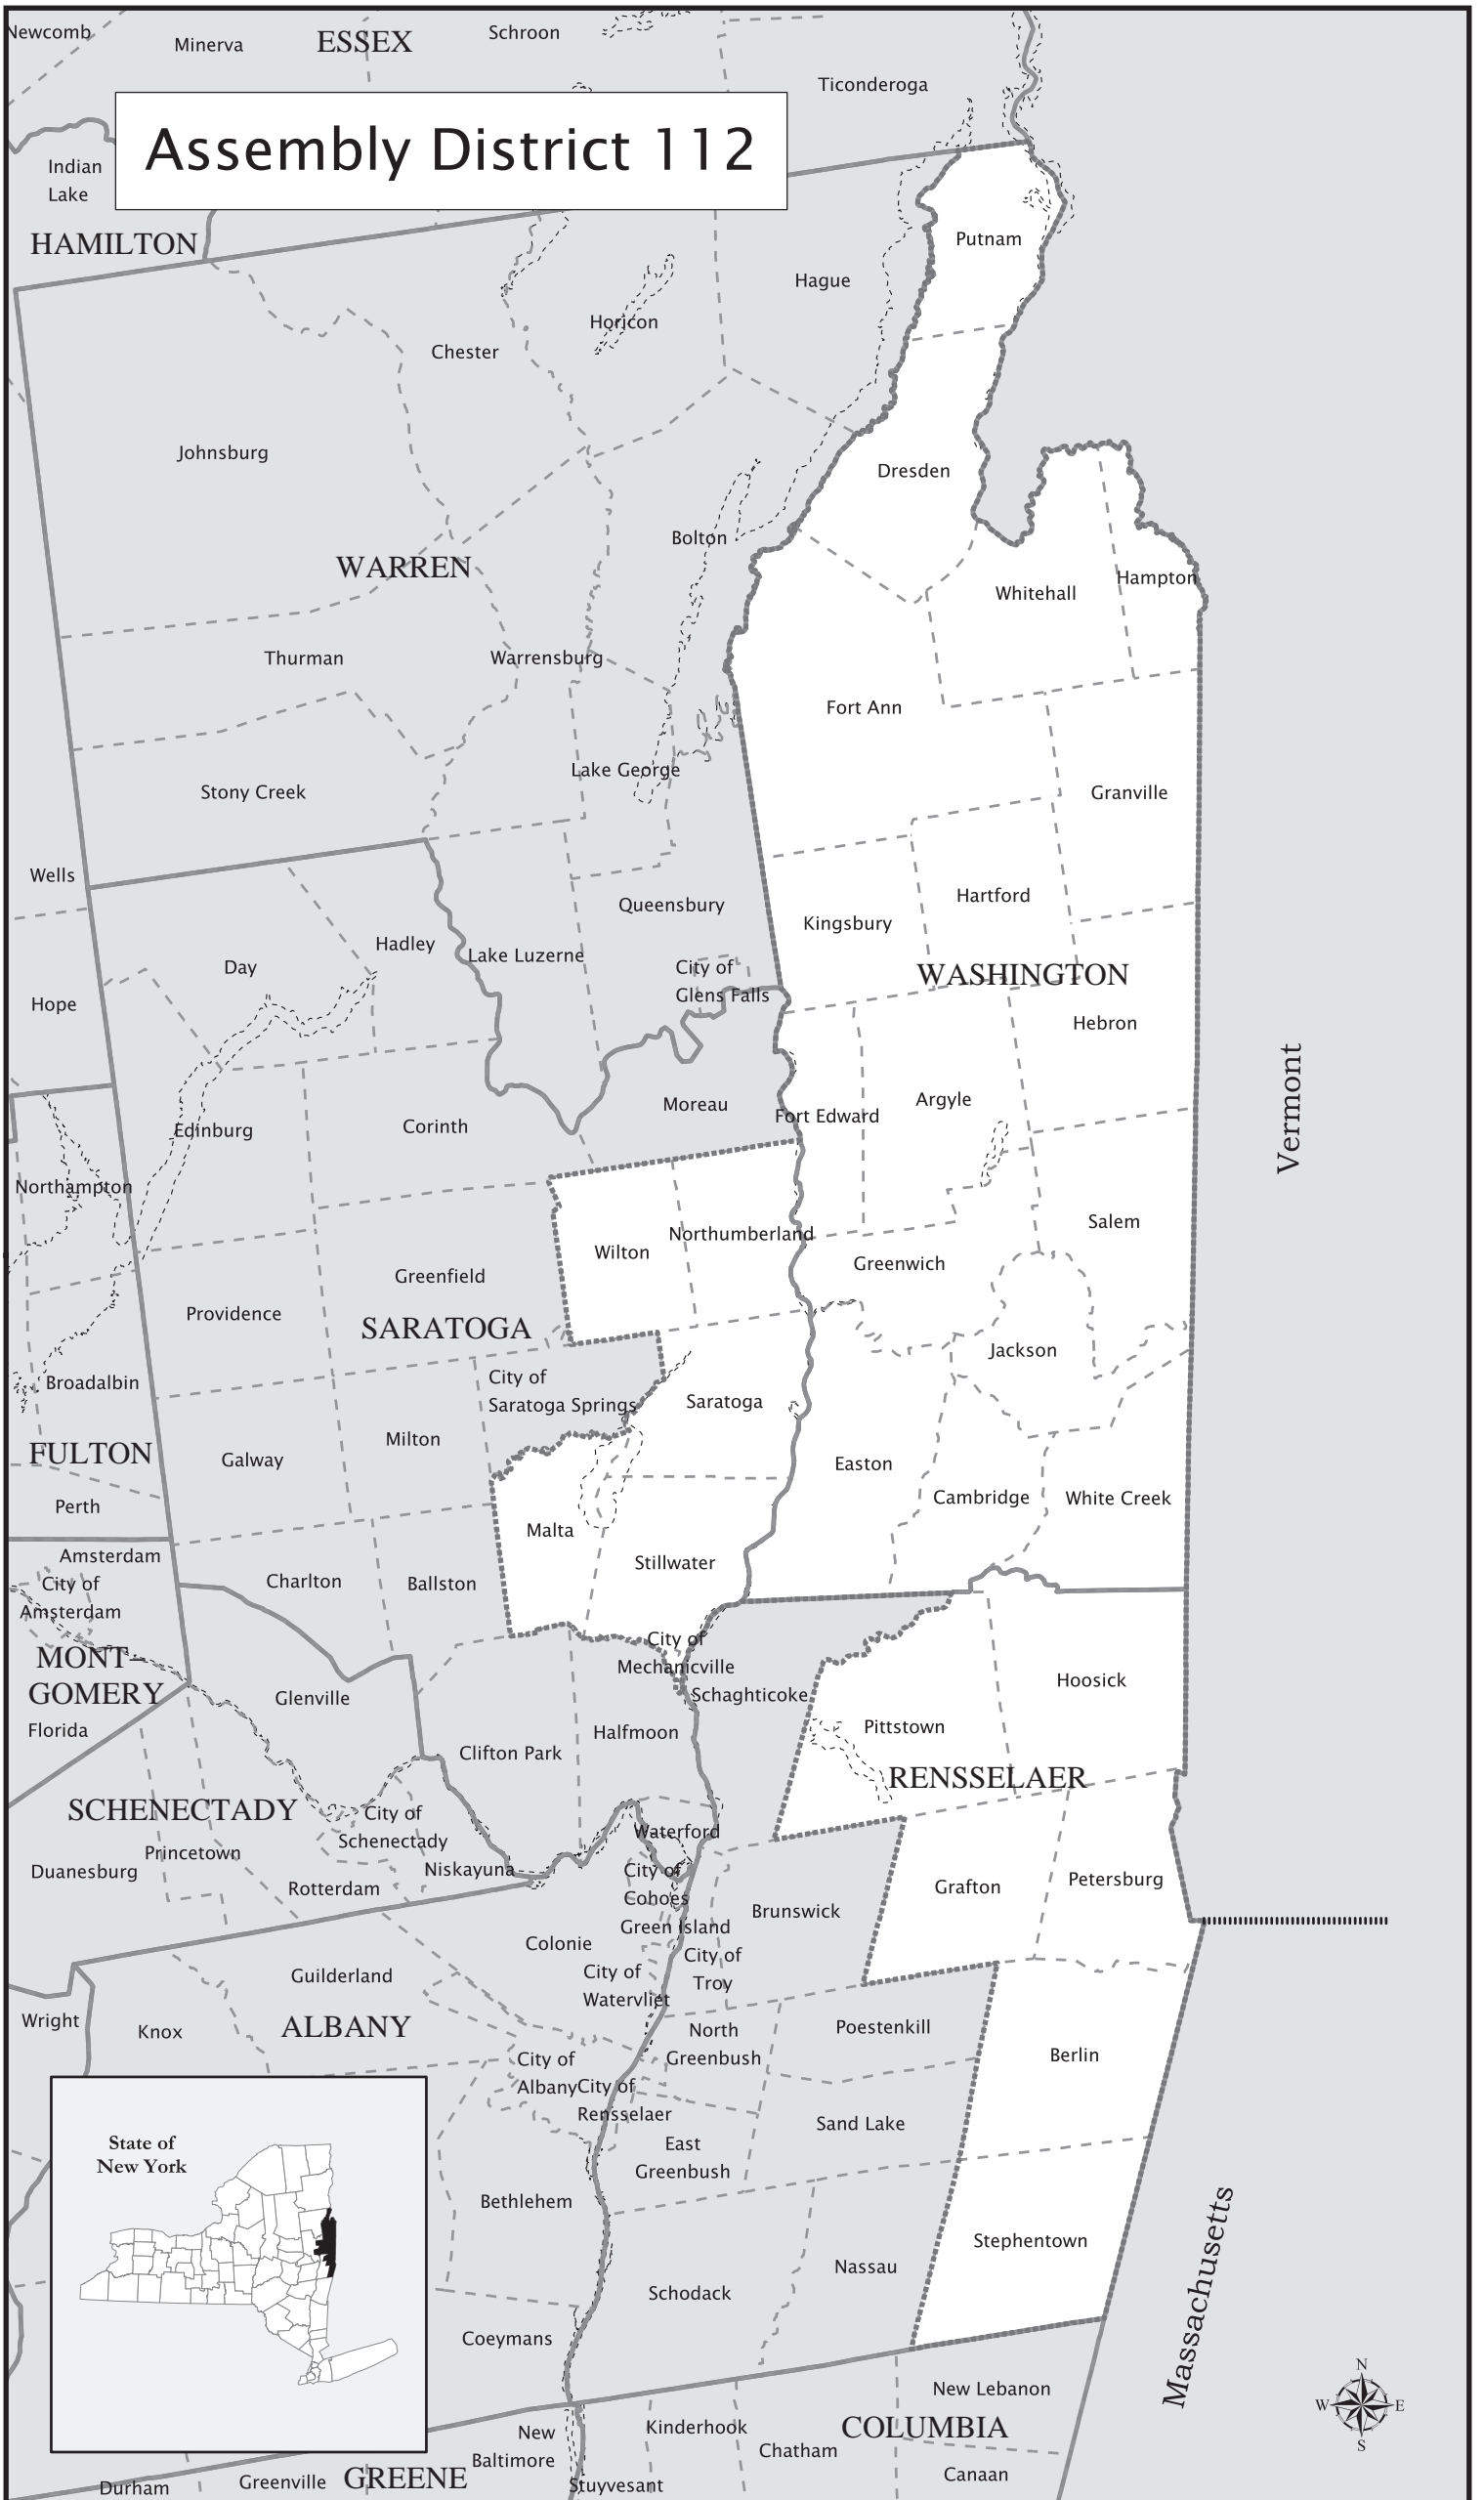 Newcomb
Minerva
ESSEX
Schroon
Ticonderoga
Assembly District 112
Indian
Lake
HAMILTON
Putnam
Hague
Horicon
Chester
Johnsburg
Dresden
Bolton
WARREN
Whitehall
Hampton
Thurman
Warrensburg
Fort Ann
Lake George
Stony Creek
Granville
Wells
Hartford
Queensbury
Kingsbury
Hadley
Lake Luzerne
Day
City of
Glens Falls
WASHINGTON
Hope
Hebron
Vermont
Argyle
Moreau
Fort Edward
Corinth
Edinburg
Northampton
Salem
Northumberland
Wilton
Greenwich
Greenfield
Providence
SARATOGA
Jackson
City of
Saratoga Springs
Broadalbin
Saratoga
Milton
FULTON
Galway
Easton
Cambridge
White Creek
Perth
Malta
Amsterdam
Stillwater
City of
Amsterdam
Charlton
Ballston
City of
Mechanicville
MONT-
GOMERY
Hoosick
Schaghticoke
Glenville
Pittstown
Florida
Halfmoon
Clifton Park
RENSSELAER
SCHENECTADY
City of
Schenectady
Waterford
Princetown
Duanesburg
Niskayuna
City of
Cohoes
Petersburg
Rotterdam
Grafton
Brunswick
Green Island
Colonie
City of
Troy
Guilderland
City of
Watervliet
Wright
Knox
ALBANY
North
Greenbush
Poestenkill
Berlin
City of
Albany
City of
Rensselaer
Sand Lake
State of
New York
East
Greenbush
Bethlehem
Stephentown
Nassau
Schodack
Massachusetts
Coeymans
N
W
E
S
New Lebanon
Kinderhook
COLUMBIA
New
Baltimore
Chatham
Canaan
Durham
Greenville
GREENE
Stuyvesant